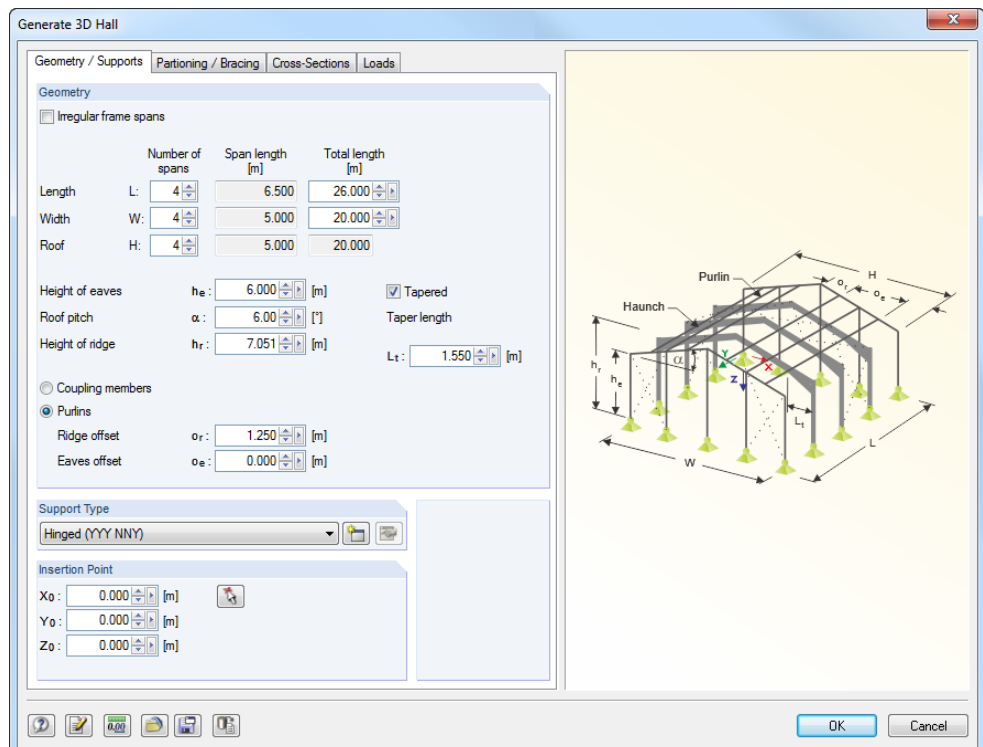 Generate 3D Hall
Geometry / Supports Partioning / Bracing Cross-Sections Loads
Geometry
Irregular frame spans
Number of spans Span length [m] Total length [m]
Length L: 4 6.500 26.000
Width W: 4 5.000 20.000
Roof H: 4 5.000 20.000
Height of eaves he : 6.000 [m] Tapered
Roof pitch α : 6.00 [°] Taper length
Height of ridge hr : 7.051 [m]
Lt : 1.550 [m]
Coupling members
Purlins
Ridge offset or : 1.250 [m]
Eaves offset oe : 0.000 [m]
Support Type
Hinged (YYY NNY)
Insertion Point
X0 : 0.000 [m]
Y0 : 0.000 [m]
Z0 : 0.000 [m]
H
Purlin
or oe
Haunch
α
Y
X
Z
hr
he
Lt
L
W
0.00
OK Cancel